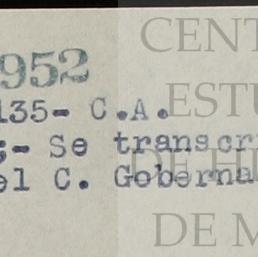 952
135- C.A.
;- Se transcr
el C. Goberna
CENT
ESTU
DE H
DE M